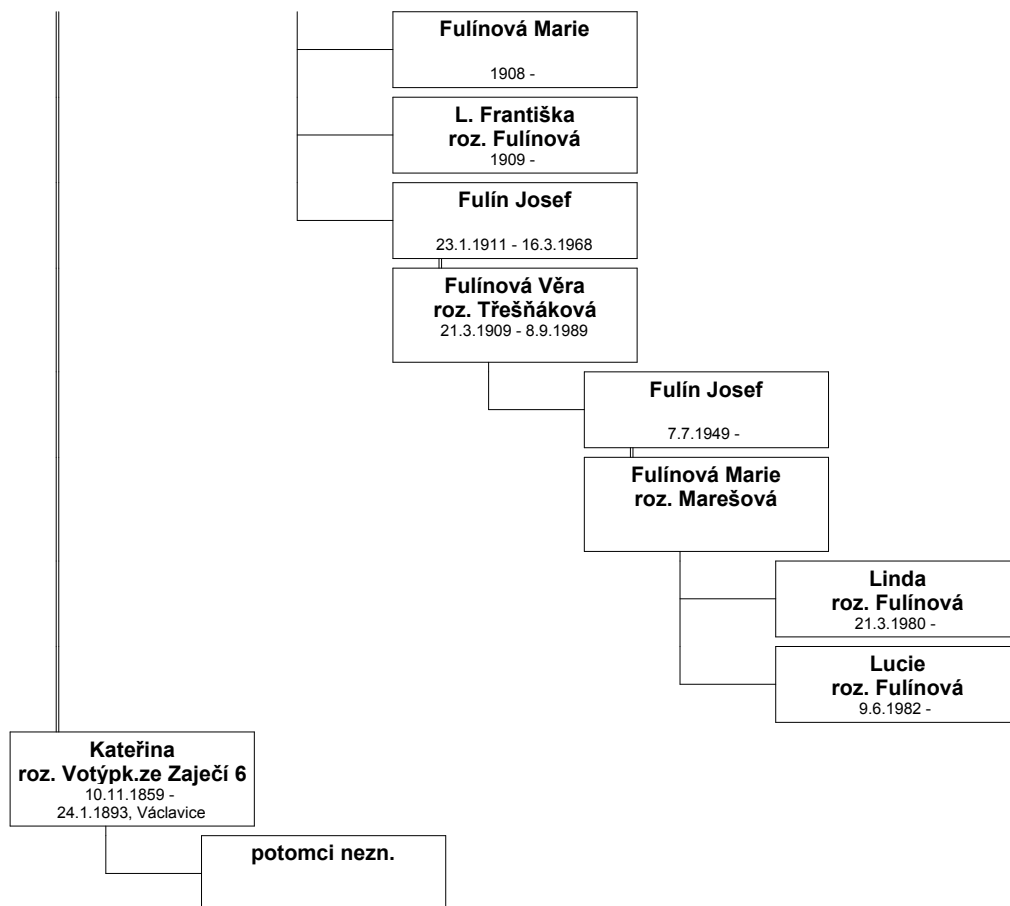 Fulínová Marie
1908 -
L. Františka
roz. Fulínová
1909 -
Fulín Josef
23.1.1911 - 16.3.1968
Fulínová Věra
roz. Třešňáková
21.3.1909 - 8.9.1989
Fulín Josef
7.7.1949 -
Fulínová Marie
roz. Marešová
Linda
roz. Fulínová
21.3.1980 -
Lucie
roz. Fulínová
9.6.1982 -
Kateřina
roz. Votýpk.ze Zaječí 6
10.11.1859 -
24.1.1893, Václavice
potomci nezn.